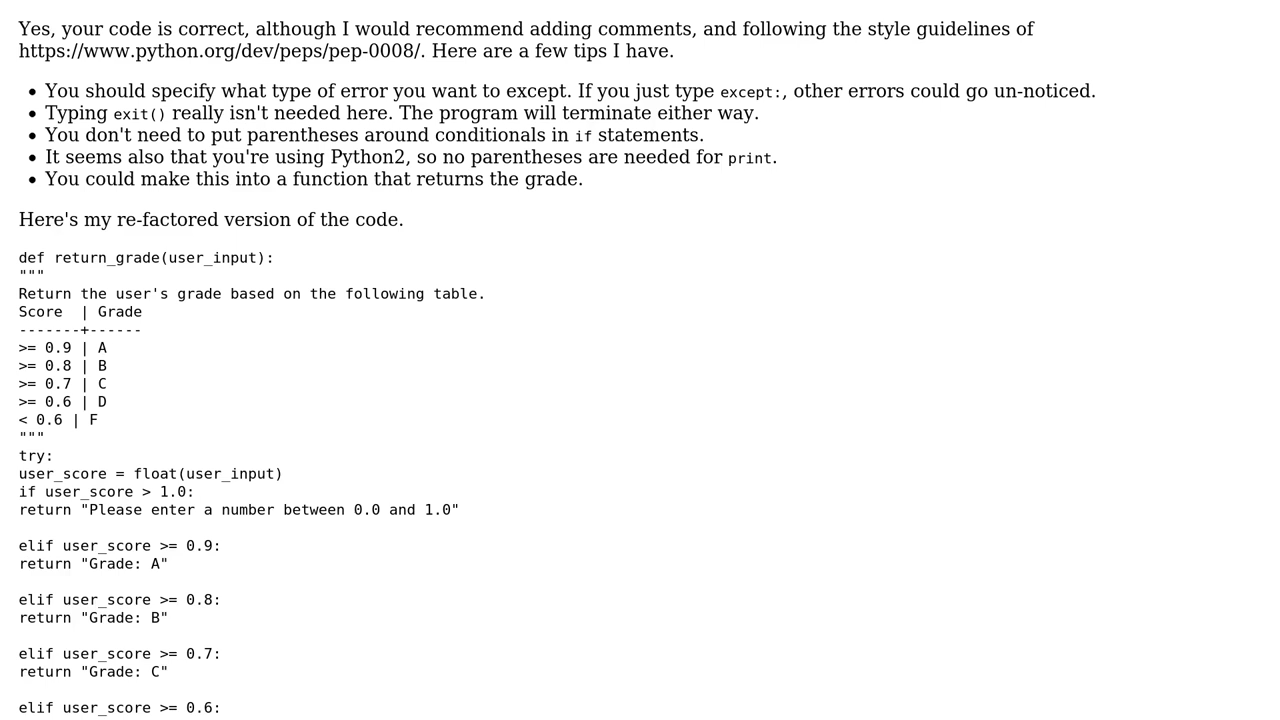 Yes, your code is correct, although I would recommend adding comments, and following the style guidelines of
https://www.python.org/dev/peps/pep-0008/. Here are a few tips I have.
• You should specify what type of error you want to except. If you just type except:, other errors could go un-noticed.
• Typing exit() really isn't needed here. The program will terminate either way.
• You don't need to put parentheses around conditionals in if statements.
• It seems also that you're using Python2, so no parentheses are needed for print.
• You could make this into a function that returns the grade.
Here's my re-factored version of the code.
def return_grade(user_input):
"""
Return the user's grade based on the following table.
Score  | Grade
-------+------
>= 0.9 | A
>= 0.8 | B
>= 0.7 | C
>= 0.6 | D
< 0.6 | F
"""
try:
user_score = float(user_input)
if user_score > 1.0:
return "Please enter a number between 0.0 and 1.0"
elif user_score >= 0.9:
return "Grade: A"
elif user_score >= 0.8:
return "Grade: B"
elif user_score >= 0.7:
return "Grade: C"
elif user_score >= 0.6: